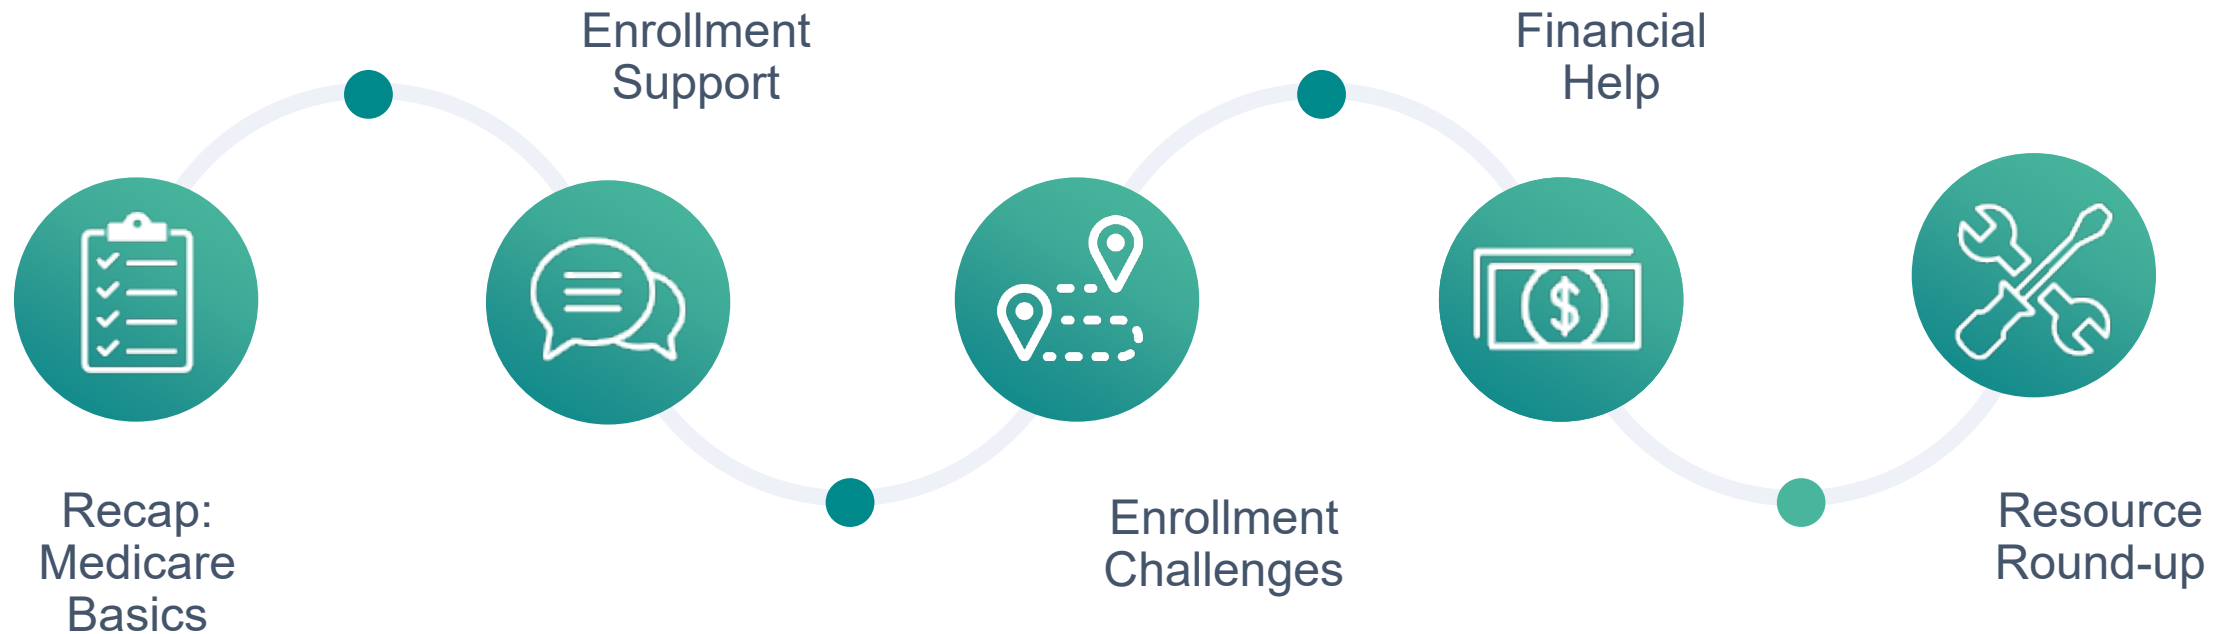 Recap:
Medicare
Basics
Enrollment
Support
Enrollment
Challenges
Financial
Help
$
Resource
Round-up